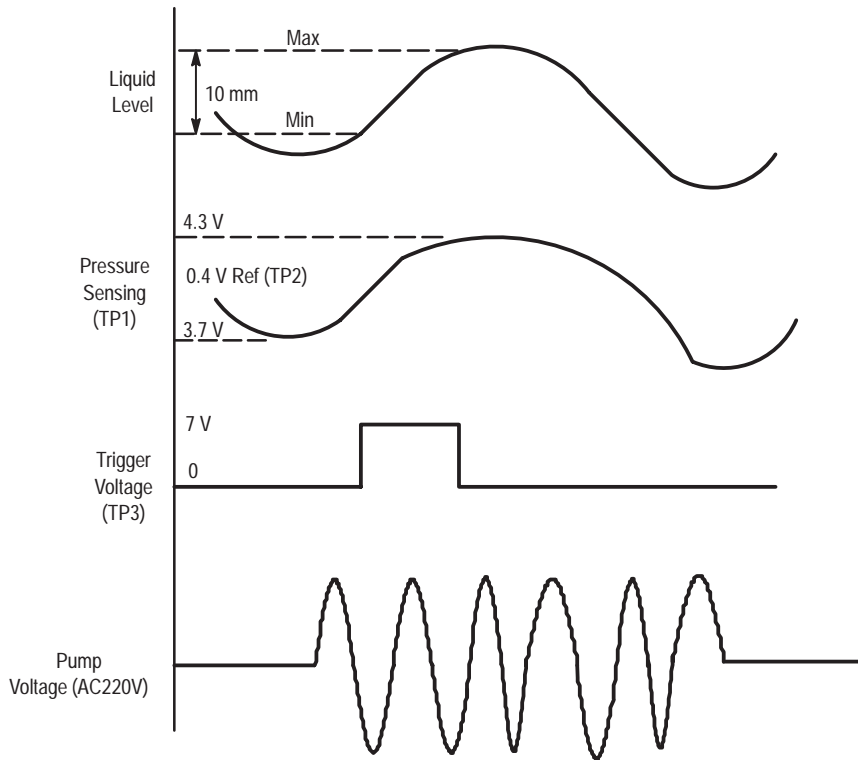 Max
Liquid
Level
10 mm
Min
4.3 V
Pressure
Sensing
(TP1)
0.4 V Ref (TP2)
3.7 V
7 V
Trigger
Voltage
(TP3)
0
Pump
Voltage (AC220V)